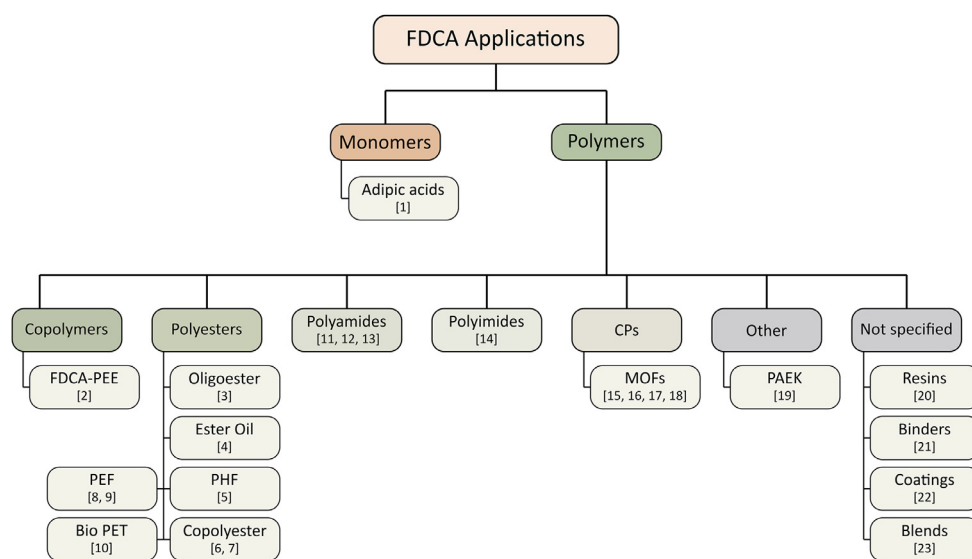 FDCA Applications
Monomers
Polymers
Adipic acids
[1]
Copolymers
Polyesters
Polyamides
[11, 12, 13]
Polyimides
[14]
CPs
Other
Not specified
FDCA-PEE
[2]
Oligoester
[3]
MOFs
[15, 16, 17, 18]
PAEK
[19]
Resins
[20]
Ester Oil
[4]
Binders
[21]
PEF
[8, 9]
PHF
[5]
Coatings
[22]
Bio PET
[10]
Copolyester
[6, 7]
Blends
[23]